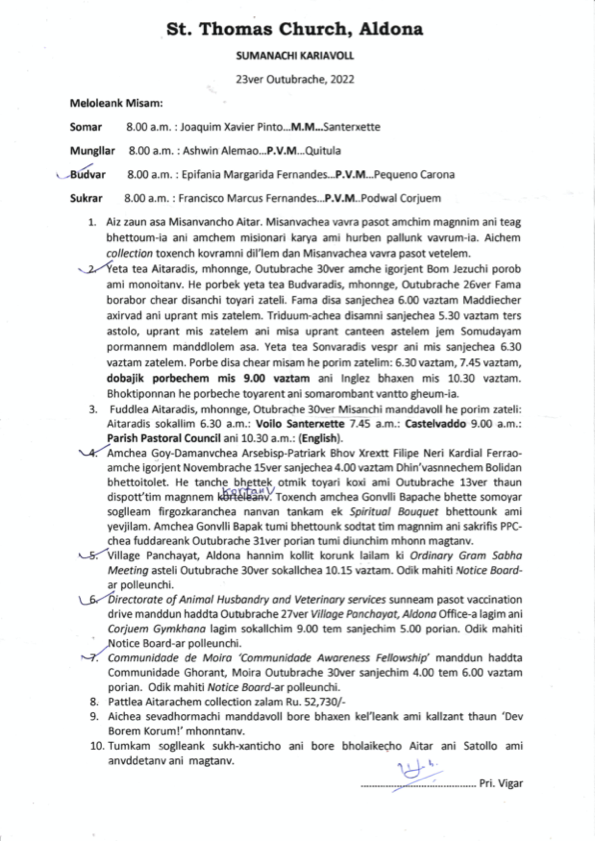 St. Thomas Church, Aldona
SUMANACHI KARIAVOLL
23ver Outubrache, 2022
Meloleank Misam:
Somar 8.00 a.m. : Joaquim Xavier Pinto...M.M...Santerxette
Mungllar 8.00 a.m. : Ashwin Alemao...P.V.M...Quitula
Budvar 8.00 a.m. : Epifania Margarida Fernandes...P.V.M...Pequeno Carona
Sukrar 8.00 a.m. : Francisco Marcus Fernandes...P.V.M..Podwal Corjuem
1. Aiz zaun asa Misanvancho Aitar. Misanvachea vavra pasot amchim magnnim ani teag
bhettoum-ia ani amchem misionari karya ami hurben pallunk vavrum-ia. Aichem
collection toxench kovramni dil'lem dan Misanvachea vavra pasot vetelem.
2. Yeta tea Aitaradis, mhonnge, Outubrache 30ver amche igorjent Bom Jezuchi porob
ami monoitanv. He porbek yeta tea Budvaradis, mhonnge, Outubrache 26ver Fama
borabor chear disanchi toyari zateli. Fama disa sanjechea 6.00 vaztam Maddiecher
axirvad ani uprant mis zatelem. Triduum-achea disamni sanjechea 5.30 vaztam ters
astolo, uprant mis zatelem ani misa uprant canteen astelem jem Somudayam
pormannem manddlolem asa. Yeta tea Sonvaradis vespr ani mis sanjechea 6.30
vaztam zatelem. Porbe disa chear misam he porim zatelim: 6.30 vaztam, 7.45 vaztam,
dobajik porbechem mis 9.00 vaztam ani Inglez bhaxen mis 10.30 vaztam.
Bhoktiponnan he porbeche toyarent ani somarombant vantto gheum-ia.
3. Fuddlea Aitaradis, mhonnge, Otubrache 30ver Misanchi manddavoll he porim zateli:
Aitaradis sokallim 6.30 a.m.: Voilo Santerxette 7.45 a.m.: Castelvaddo 9.00 a.m.:
Parish Pastoral Council ani 10.30 a.m.: (English).
4. Amchea Goy-Damanvchea Arsebisp-Patriark Bhov Xrextt Filipe Neri Kardial Ferrao-
amche igorjent Novembrache 15ver sanjechea 4.00 vaztam Dhin'vasnnechem Bolidan
bhettoitolet. He tanche bhettek otmik toyari koxi ami Outubrache 13ver thaun
kortanv
dispott'tim magnnem korteleanv. Toxench amchea Gonvlli Bapache bhette somoyar
soglleam firgozkaranchea nanvan tankam ek Spiritual Bouquet bhettounk ami
yevjilam. Amchea Gonvlli Bapak tumi bhettounk sodtat tim magnnim ani sakrifis PPC-
chea fuddareank Outubrache 31ver porian tumi diunchim mhonn magtanv.
5. Village Panchayat, Aldona hannim kollit korunk lailam ki Ordinary Gram Sabha
Meeting asteli Outubrache 30ver sokallchea 10.15 vaztam. Odik mahiti Notice Board-
ar polleunchi.
6. Directorate of Animal Husbandry and Veterinary services sunneam pasot vaccination
drive manddun haddta Outubrache 27ver Village Panchayat, Aldona Office-a lagim ani
Corjuem Gymkhana lagim sokallchim 9.00 tem sanjechim 5.00 porian. Odik mahiti
Notice Board-ar polleunchi.
7. Communidade de Moira 'Communidade Awareness Fellowship' manddun haddta
Communidade Ghorant, Moira Outubrache 30ver sanjechim 4.00 tem 6.00 vaztam
porian. Odik mahiti Notice Board-ar polleunchi.
8. Pattlea Aitarachem collection zalam Ru. 52,730/-
9. Aichea sevadhormachi manddavoll bore bhaxen kel'leank ami kallzant thaun 'Dev
Borem Korum!' mhonntanv.
10. Tumkam soglleank sukh-xanticho ani bore bholaikecho Aitar ani Satollo ami
anvddetanv ani magtanv.
.......................................... Pri. Vigar